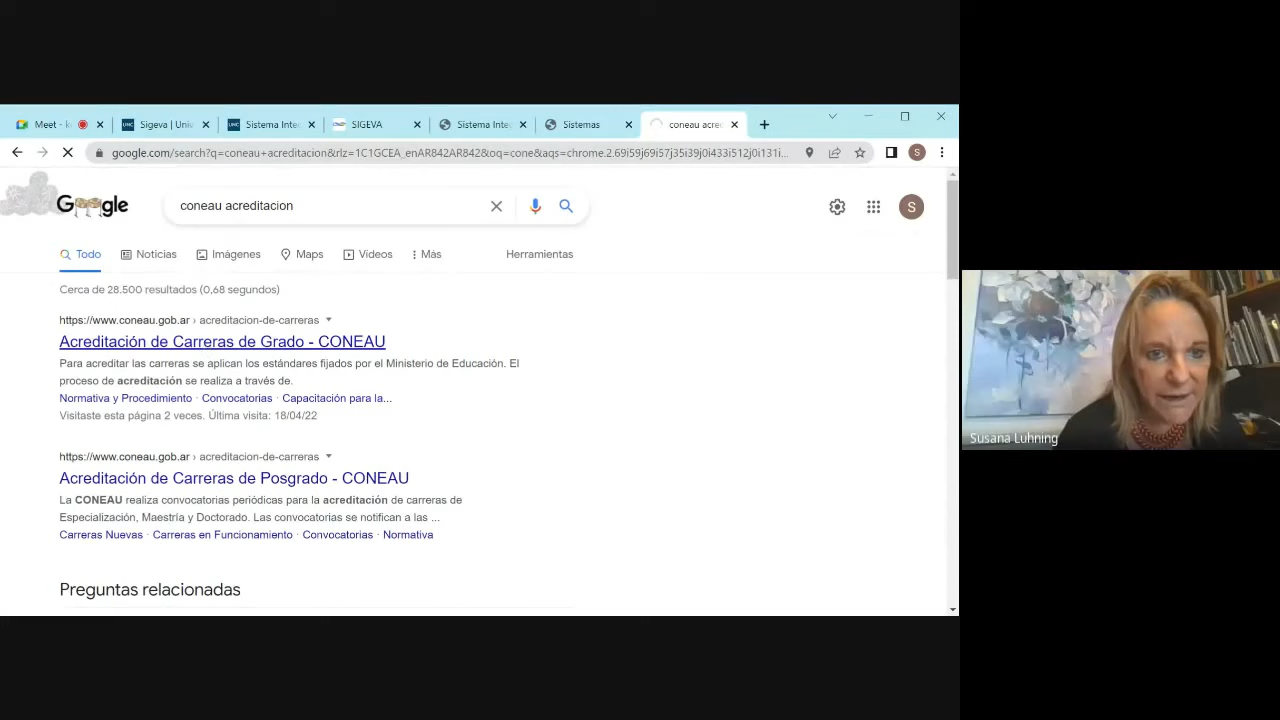 Meet - k
Sigeva | Univ
Sistema Inte
SIGEVA
Sistema Inte
Sistemas
coneau acre
google.com/search?q=coneau+acreditacion&rlz=1C1GCEA_enAR842AR842&oq=cone&aqs=chrome.2.69i59j69i57j35i39j0i433i512j0i131i...
S
Google
coneau acreditacion
S
Todo
Noticias
Imágenes
Maps
Videos
Más
Herramientas
Cerca de 28.500 resultados (0,68 segundos)
https://www.coneau.gob.ar › acreditacion-de-carreras
Acreditación de Carreras de Grado - CONEAU
Para acreditar las carreras se aplican los estándares fijados por el Ministerio de Educación. El
proceso de acreditación se realiza a través de.
Normativa y Procedimiento · Convocatorias · Capacitación para la...
Visitaste esta página 2 veces. Última visita: 18/04/22
https://www.coneau.gob.ar › acreditacion-de-carreras
Acreditación de Carreras de Posgrado - CONEAU
La CONEAU realiza convocatorias periódicas para la acreditación de carreras de
Especialización, Maestría y Doctorado. Las convocatorias se notifican a las ...
Carreras Nuevas · Carreras en Funcionamiento · Convocatorias · Normativa
Preguntas relacionadas
Susana Luhning